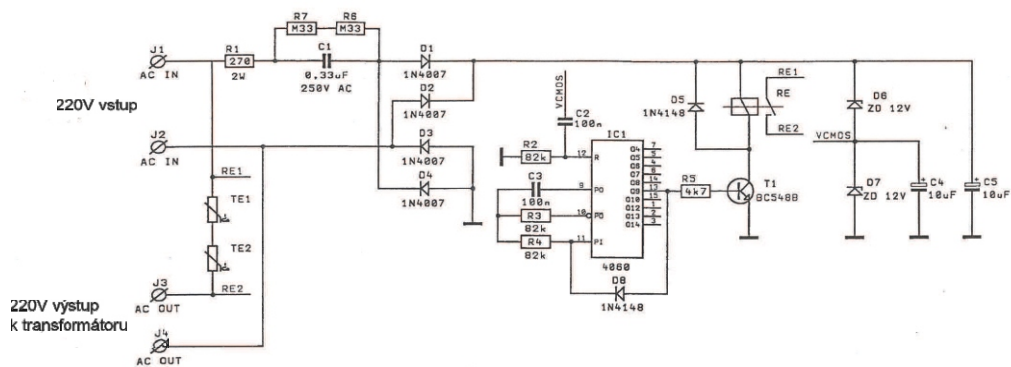 R7
M33
R6
M33
J1
AC IN
R1
270
2W
C1
0.33uF
250V AC
D1
1N4007
220V vstup
D2
1N4007
J2
AC IN
D3
1N4007
D4
1N4007
RE1
TE1
TE2
RE2
J3
AC OUT
220V výstup
k transformátoru
J4
AC OUT
VCMOS
C2
100n
R2
82k
C3
100n
R3
82k
R4
82k
IC1
12
R
9
PO
10
PO
11
PI
O4
7
O5
5
O6
4
O7
6
O8
14
O9
13
O10
15
O12
1
O13
2
O14
3
4060
D8
1N4148
R5
4k7
T1
BC548B
D5
1N4148
RE1
RE
RE2
D6
ZD 12V
VCMOS
D7
ZD 12V
C4
10uF
C5
10uF